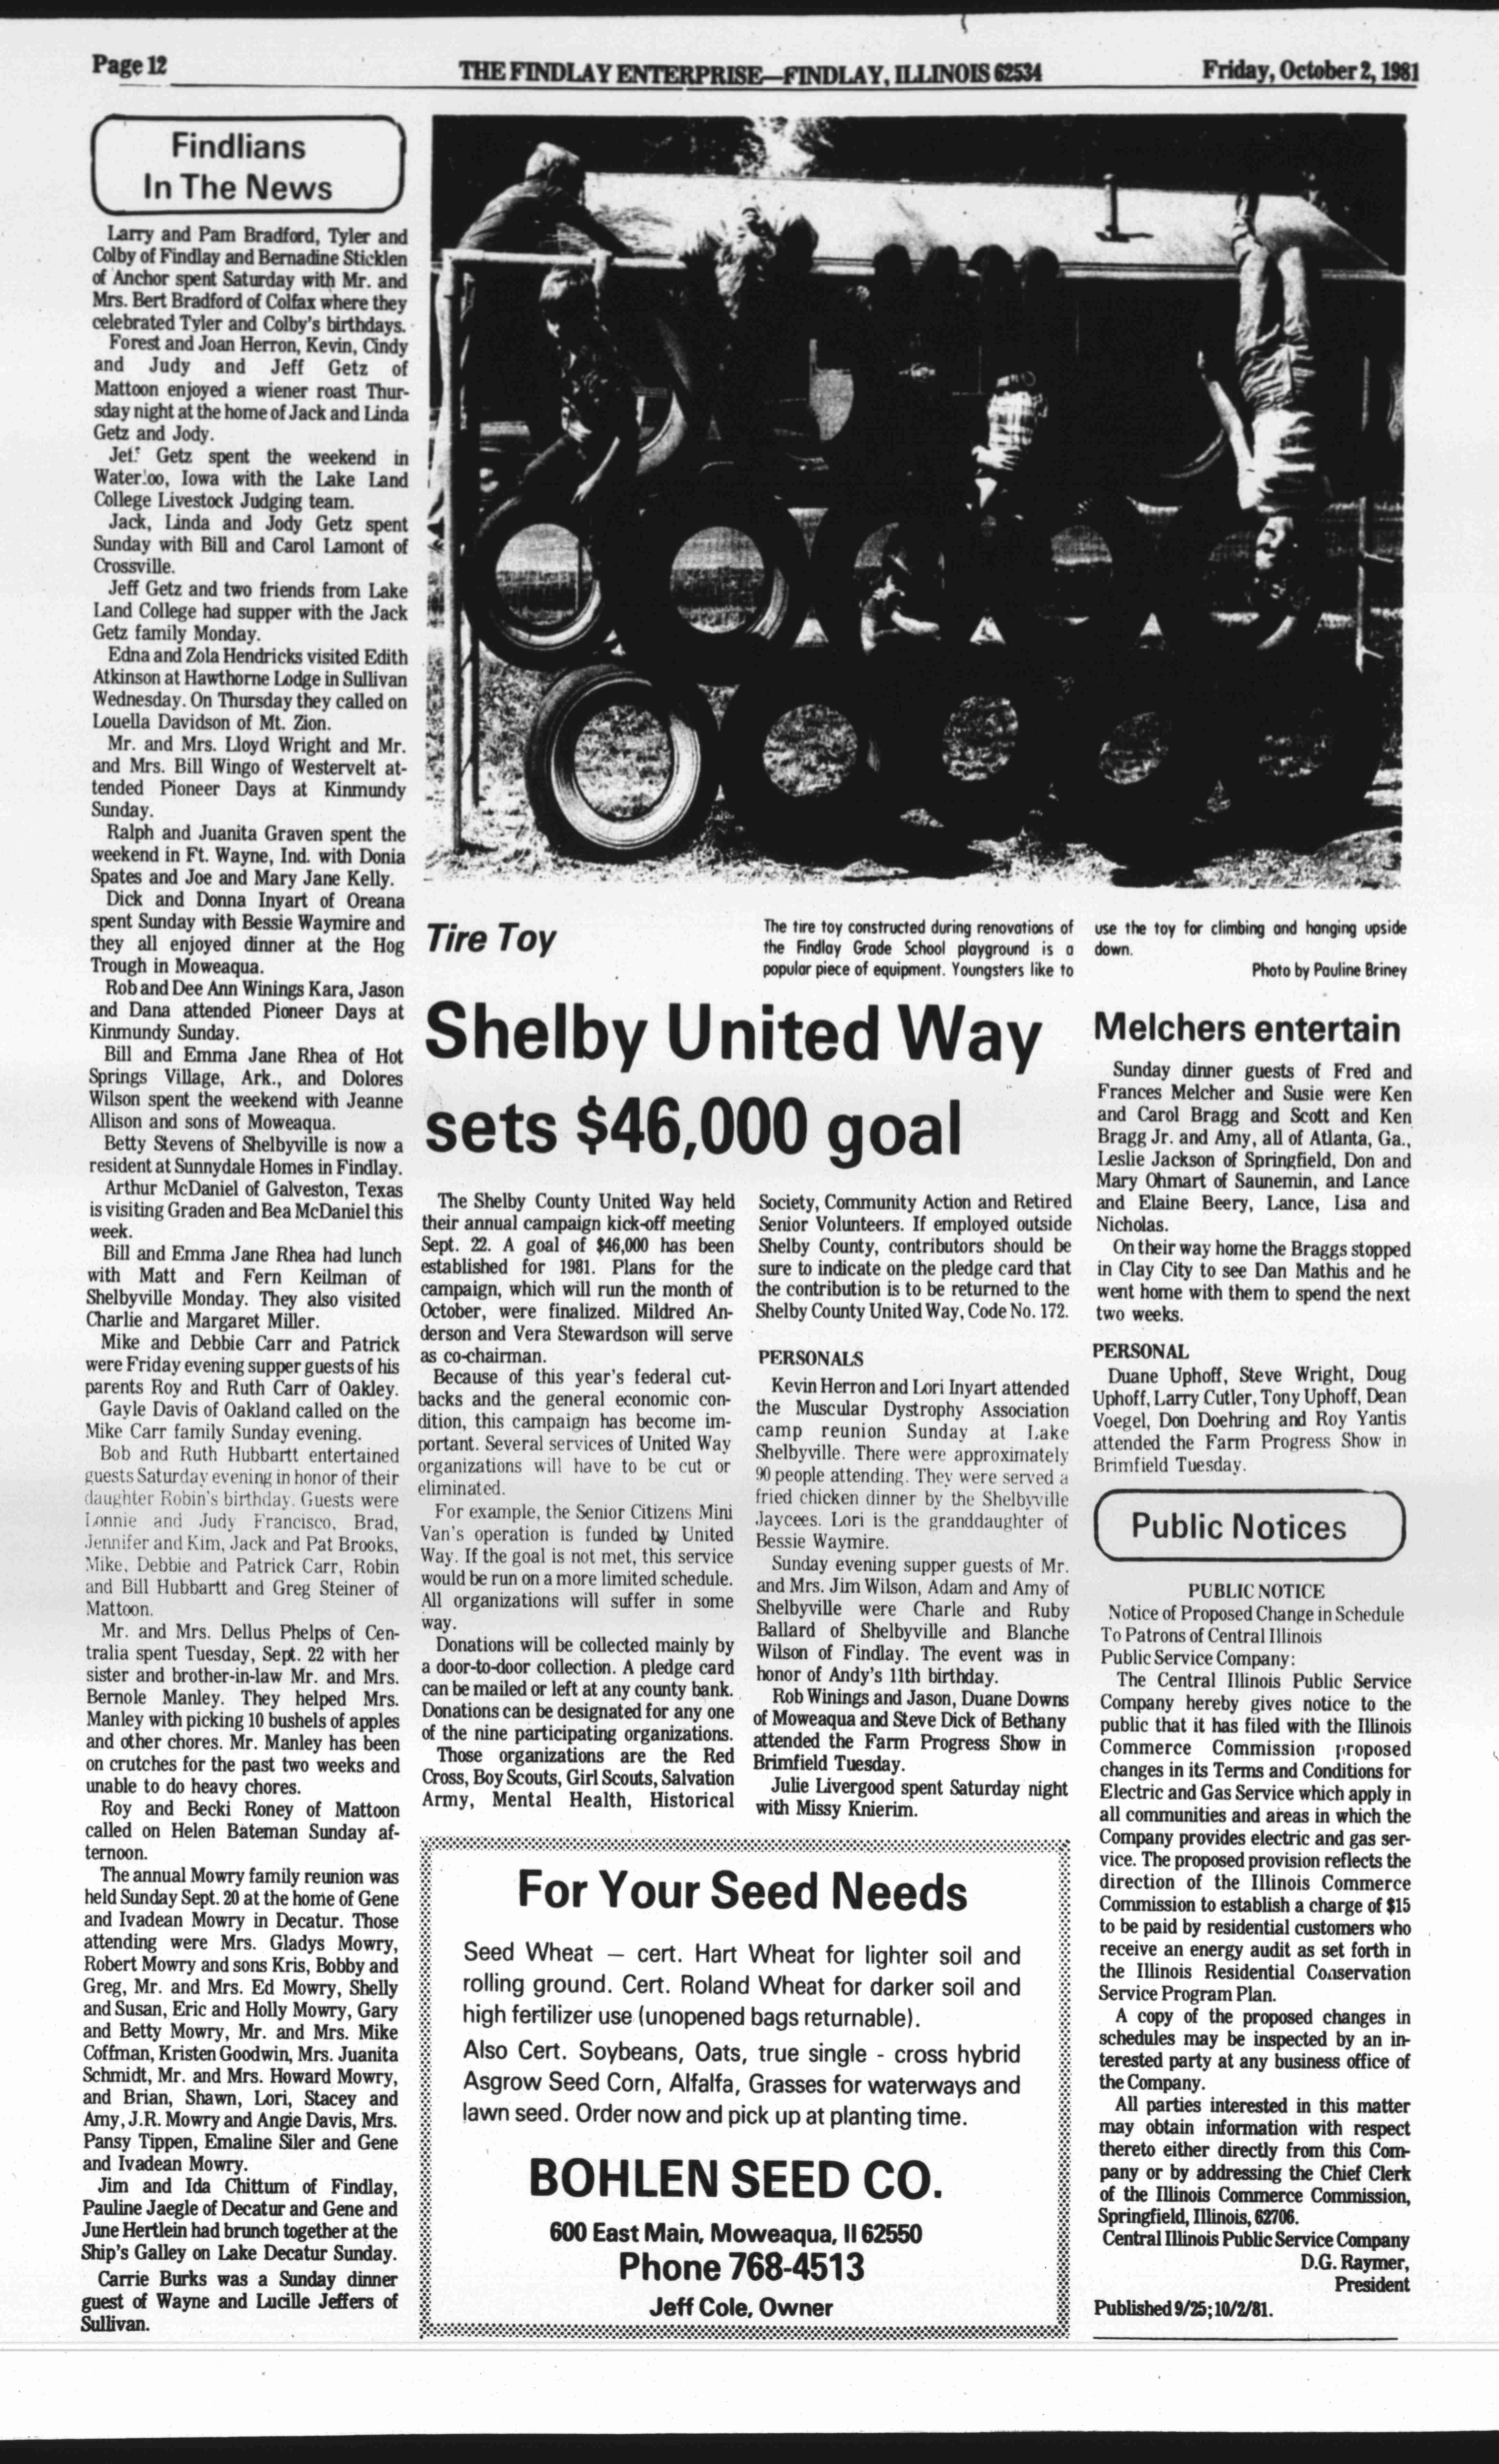 Page 12
THE FINDLAY ENTERPRISE—FINDLAY, ILLINOIS 62534
Friday, October 2, 1981
Findlians
In The News
Larry and Pam Bradford, Tyler and
Colby of Findlay and Bernadine Sticklen
of Anchor spent Saturday with Mr. and
Mrs. Bert Bradford of Colfax where they
celebrated Tyler and Colby's birthdays.
Forest and Joan Herron, Kevin, Cindy
and Judy and Jeff Getz of
Mattoon enjoyed a wiener roast Thur-
sday night at the home of Jack and Linda
Getz and Jody.
Jeff Getz spent the weekend in
Waterloo, Iowa with the Lake Land
College Livestock Judging team.
Jack, Linda and Jody Getz spent
Sunday with Bill and Carol Lamont of
Crossville.
Jeff Getz and two friends from Lake
Land College had supper with the Jack
Getz family Monday.
Edna and Zola Hendricks visited Edith
Atkinson at Hawthorne Lodge in Sullivan
Wednesday. On Thursday they called on
Louella Davidson of Mt. Zion.
Mr. and Mrs. Lloyd Wright and Mr.
and Mrs. Bill Wingo of Westervelt at-
tended Pioneer Days at Kinmundy
Sunday.
Ralph and Juanita Graven spent the
weekend in Ft. Wayne, Ind. with Donia
Spates and Joe and Mary Jane Kelly.
Dick and Donna Inyart of Oreana
spent Sunday with Bessie Waymire and
they all enjoyed dinner at the Hog
Trough in Moweaqua.
Rob and Dee Ann Winings Kara, Jason
and Dana attended Pioneer Days at
Kinmundy Sunday.
Bill and Emma Jane Rhea of Hot
Springs Village, Ark., and Dolores
Wilson spent the weekend with Jeanne
Allison and sons of Moweaqua.
Betty Stevens of Shelbyville is now a
resident at Sunnydale Homes in Findlay.
Arthur McDaniel of Galveston, Texas
is visiting Graden and Bea McDaniel this
week.
Bill and Emma Jane Rhea had lunch
with Matt and Fern Keilman of
Shelbyville Monday. They also visited
Charlie and Margaret Miller.
Mike and Debbie Carr and Patrick
were Friday evening supper guests of his
parents Roy and Ruth Carr of Oakley.
Gayle Davis of Oakland called on the
Mike Carr family Sunday evening.
Bob and Ruth Hubbartt entertained
guests Saturday evening in honor of their
daughter Robin's birthday. Guests were
Lonnie and Judy Francisco, Brad,
Jennifer and Kim, Jack and Pat Brooks,
Mike, Debbie and Patrick Carr, Robin
and Bill Hubbartt and Greg Steiner of
Mattoon.
Mr. and Mrs. Dellus Phelps of Cen-
tralia spent Tuesday, Sept. 22 with her
sister and brother-in-law Mr. and Mrs.
Bernole Manley. They helped Mrs.
Manley with picking 10 bushels of apples
and other chores. Mr. Manley has been
on crutches for the past two weeks and
unable to do heavy chores.
Roy and Becki Roney of Mattoon
called on Helen Bateman Sunday af-
ternoon.
The annual Mowry family reunion was
held Sunday Sept. 20 at the home of Gene
and Ivadean Mowry in Decatur. Those
attending were Mrs. Gladys Mowry,
Robert Mowry and sons Kris, Bobby and
Greg, Mr. and Mrs. Ed Mowry, Shelly
and Susan, Eric and Holly Mowry, Gary
and Betty Mowry, Mr. and Mrs. Mike
Coffman, Kristen Goodwin, Mrs. Juanita
Schmidt, Mr. and Mrs. Howard Mowry,
and Brian, Shawn, Lori, Stacey and
Amy, J.R. Mowry and Angie Davis, Mrs.
Pansy Tippen, Emaline Siler and Gene
and Ivadean Mowry.
Jim and Ida Chittum of Findlay,
Pauline Jaegle of Decatur and Gene and
June Hertlein had brunch together at the
Ship's Galley on Lake Decatur Sunday.
Carrie Burks was a Sunday dinner
guest of Wayne and Lucille Jeffers of
Sullivan.
Tire Toy
The tire toy constructed during renovations of
the Findlay Grade School playground is a
popular piece of equipment. Youngsters like to
use the toy for climbing and hanging upside
down.
Photo by Pauline Briney
Shelby United Way
sets $46,000 goal
The Shelby County United Way held
their annual campaign kick-off meeting
Sept. 22. A goal of $46,000 has been
established for 1981. Plans for the
campaign, which will run the month of
October, were finalized. Mildred An-
derson and Vera Stewardson will serve
as co-chairman.
Because of this year's federal cut-
backs and the general economic con-
dition, this campaign has become im-
portant. Several services of United Way
organizations will have to be cut or
eliminated.
For example, the Senior Citizens Mini
Van's operation is funded by United
Way. If the goal is not met, this service
would be run on a more limited schedule.
All organizations will suffer in some
way.
Donations will be collected mainly by
a door-to-door collection. A pledge card
can be mailed or left at any county bank.
Donations can be designated for any one
of the nine participating organizations.
Those organizations are the Red
Cross, Boy Scouts, Girl Scouts, Salvation
Army, Mental Health, Historical
Society, Community Action and Retired
Senior Volunteers. If employed outside
Shelby County, contributors should be
sure to indicate on the pledge card that
the contribution is to be returned to the
Shelby County United Way, Code No. 172.
PERSONALS
Kevin Herron and Lori Inyart attended
the Muscular Dystrophy Association
camp reunion Sunday at Lake
Shelbyville. There were approximately
90 people attending. They were served a
fried chicken dinner by the Shelbyville
Jaycees. Lori is the granddaughter of
Bessie Waymire.
Sunday evening supper guests of Mr.
and Mrs. Jim Wilson, Adam and Amy of
Shelbyville were Charle and Ruby
Ballard of Shelbyville and Blanche
Wilson of Findlay. The event was in
honor of Andy's 11th birthday.
Rob Winings and Jason, Duane Downs
of Moweaqua and Steve Dick of Bethany
attended the Farm Progress Show in
Brimfield Tuesday.
Julie Livergood spent Saturday night
with Missy Knierim.
For Your Seed Needs
Seed Wheat — cert. Hart Wheat for lighter soil and
rolling ground. Cert. Roland Wheat for darker soil and
high fertilizer use (unopened bags returnable).
Also Cert. Soybeans, Oats, true single - cross hybrid
Asgrow Seed Corn, Alfalfa, Grasses for waterways and
lawn seed. Order now and pick up at planting time.
BOHLEN SEED CO.
600 East Main, Moweaqua, Il 62550
Phone 768-4513
Jeff Cole, Owner
Melchers entertain
Sunday dinner guests of Fred and
Frances Melcher and Susie were Ken
and Carol Bragg and Scott and Ken
Bragg Jr. and Amy, all of Atlanta, Ga.,
Leslie Jackson of Springfield, Don and
Mary Ohmart of Saunemin, and Lance
and Elaine Beery, Lance, Lisa and
Nicholas.
On their way home the Braggs stopped
in Clay City to see Dan Mathis and he
went home with them to spend the next
two weeks.
PERSONAL
Duane Uphoff, Steve Wright, Doug
Uphoff, Larry Cutler, Tony Uphoff, Dean
Voegel, Don Doehring and Roy Yantis
attended the Farm Progress Show in
Brimfield Tuesday.
Public Notices
PUBLIC NOTICE
Notice of Proposed Change in Schedule
To Patrons of Central Illinois
Public Service Company:
The Central Illinois Public Service
Company hereby gives notice to the
public that it has filed with the Illinois
Commerce Commission proposed
changes in its Terms and Conditions for
Electric and Gas Service which apply in
all communities and areas in which the
Company provides electric and gas ser-
vice. The proposed provision reflects the
direction of the Illinois Commerce
Commission to establish a charge of $15
to be paid by residential customers who
receive an energy audit as set forth in
the Illinois Residential Conservation
Service Program Plan.
A copy of the proposed changes in
schedules may be inspected by an in-
terested party at any business office of
the Company.
All parties interested in this matter
may obtain information with respect
thereto either directly from this Com-
pany or by addressing the Chief Clerk
of the Illinois Commerce Commission,
Springfield, Illinois, 62706.
Central Illinois Public Service Company
D.G. Raymer,
President
Published 9/25; 10/2/81.